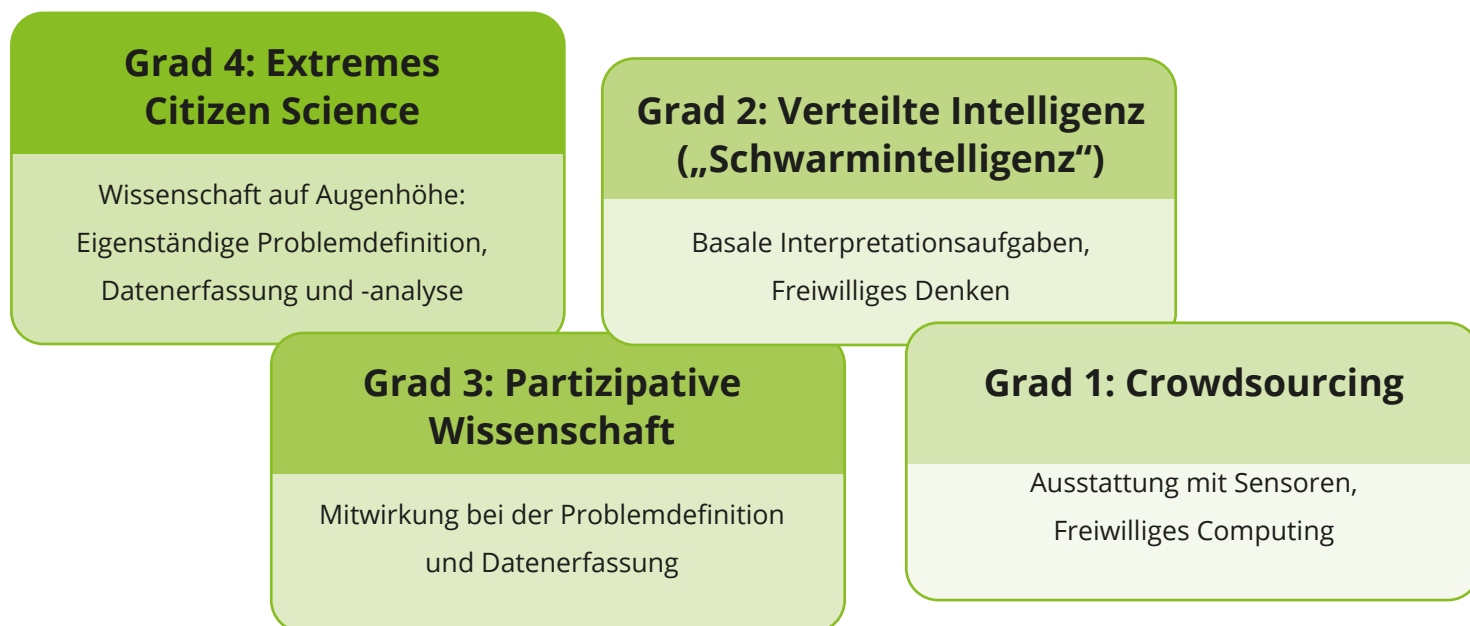 Grad 4: Extremes
Citizen Science
Wissenschaft auf Augenhöhe:
Eigenständige Problemdefinition,
Datenerfassung und -analyse
Grad 3: Partizipative
Wissenschaft
Mitwirkung bei der Problemdefinition
und Datenerfassung
Grad 2: Verteilte Intelligenz
(„Schwarmintelligenz“)
Basale Interpretationsaufgaben,
Freiwilliges Denken
Grad 1: Crowdsourcing
Ausstattung mit Sensoren,
Freiwilliges Computing